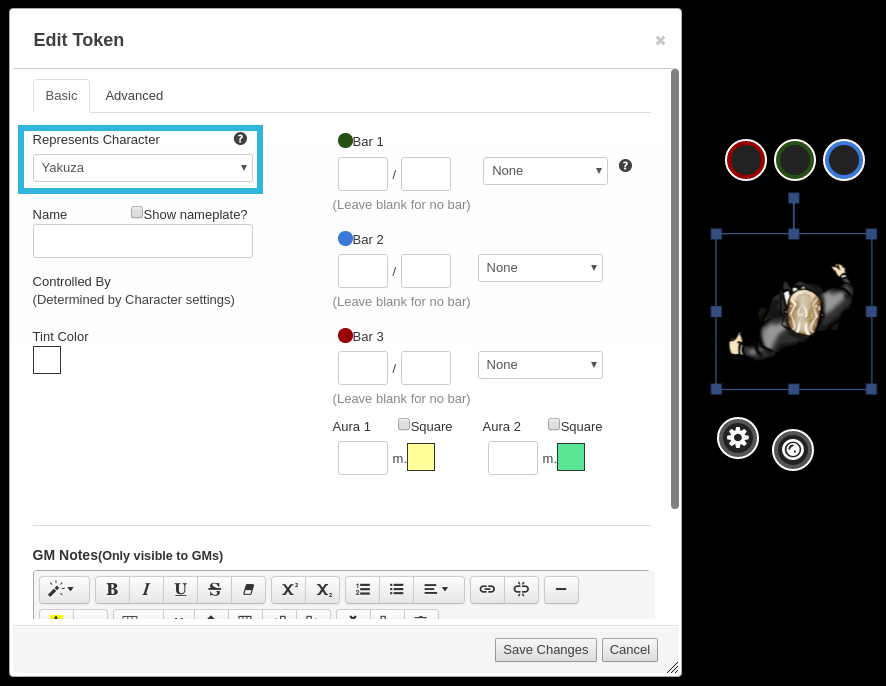 Edit Token
Basic Advanced
Represents Character
Yakuza
Name Show nameplate?
Controlled By
(Determined by Character settings)
Tint Color
Bar 1
/ None
(Leave blank for no bar)
Bar 2
/ None
(Leave blank for no bar)
Bar 3
/ None
(Leave blank for no bar)
Aura 1 Square Aura 2 Square
m. m.
GM Notes(Only visible to GMs)
B I U S X² X₂
Save Changes Cancel